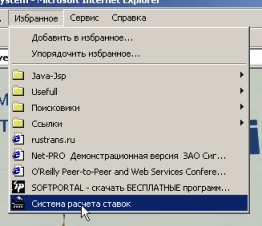 ystem - Microsoft Internet Explorer
Избранное Сервис Справка
Добавить в избранное...
Упорядочить избранное...
Java-Jsp
Usefull
Поисковики
Ссылки
rustrans.ru
Net-PRO Демонстрационная версия ЗАО Сиг...
O'Reilly Peer-to-Peer and Web Services Confere...
SOFTPORTAL - скачать БЕСПЛАТНЫЕ программ...
Система расчета ставок